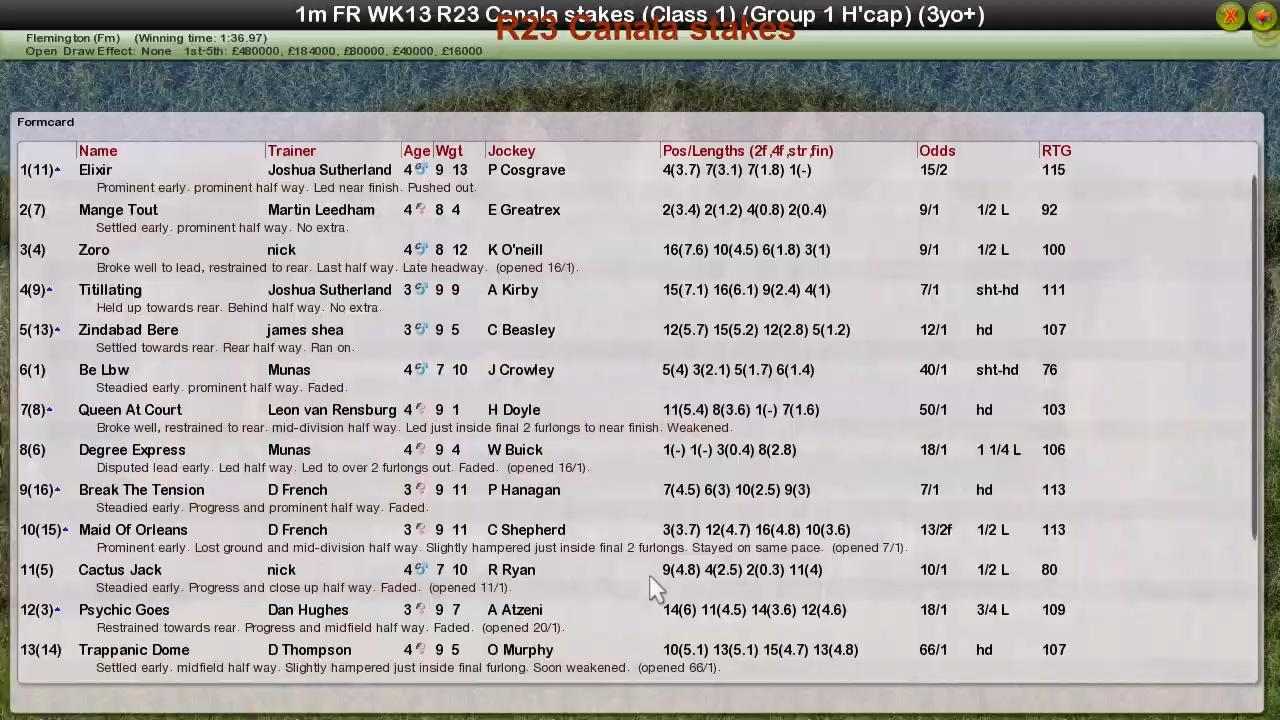 1m FR WK13 R23 Canala stakes (Class 1) (Group 1 H'cap) (3yo+)
R23 Canala stakes
Flemington (Fm) (Winning time: 1:36.97)
Open Draw Effect: None 1st-5th: £480000, £184000, £80000, £40000, £16000
Formcard
Name Trainer Age Wgt Jockey Pos/Lengths (2f,4f,str,fin) Odds RTG
1(11) Elixir Joshua Sutherland 4 9 13 P Cosgrave 4(3.7) 7(3.1) 7(1.8) 1(-) 15/2 115
Prominent early. prominent half way. Led near finish. Pushed out.
2(7) Mange Tout Martin Leedham 4 8 4 E Greatrex 2(3.4) 2(1.2) 4(0.8) 2(0.4) 9/1 1/2 L 92
Settled early. prominent half way. No extra.
3(4) Zoro nick 4 8 12 K O'neill 16(7.6) 10(4.5) 6(1.8) 3(1) 9/1 1/2 L 100
Broke well to lead, restrained to rear. Last half way. Late headway. (opened 16/1).
4(9) Titillating Joshua Sutherland 3 9 9 A Kirby 15(7.1) 16(6.1) 9(2.4) 4(1) 7/1 sht-hd 111
Held up towards rear. Behind half way. No extra.
5(13) Zindabad Bere james shea 3 9 5 C Beasley 12(5.7) 15(5.2) 12(2.8) 5(1.2) 12/1 hd 107
Settled towards rear. Rear half way. Ran on.
6(1) Be Lbw Munas 4 7 10 J Crowley 5(4) 3(2.1) 5(1.7) 6(1.4) 40/1 sht-hd 76
Steadied early. prominent half way. Faded.
7(8) Queen At Court Leon van Rensburg 4 9 1 H Doyle 11(5.4) 8(3.6) 1(-) 7(1.6) 50/1 hd 103
Broke well, restrained to rear. mid-division half way. Led just inside final 2 furlongs to near finish. Weakened.
8(6) Degree Express Munas 4 9 4 W Buick 1(-) 1(-) 3(0.4) 8(2.8) 18/1 1 1/4 L 106
Disputed lead early. Led half way. Led to over 2 furlongs out. Faded. (opened 16/1).
9(16) Break The Tension D French 3 9 11 P Hanagan 7(4.5) 6(3) 10(2.5) 9(3) 7/1 hd 113
Steadied early. Progress and prominent half way. Faded.
10(15) Maid Of Orleans D French 3 9 11 C Shepherd 3(3.7) 12(4.7) 16(4.8) 10(3.6) 13/2f 1/2 L 113
Prominent early. Lost ground and mid-division half way. Slightly hampered just inside final 2 furlongs. Stayed on same pace. (opened 7/1).
11(5) Cactus Jack nick 4 7 10 R Ryan 9(4.8) 4(2.5) 2(0.3) 11(4) 10/1 1/2 L 80
Steadied early. Progress and close up half way. Faded. (opened 11/1).
12(3) Psychic Goes Dan Hughes 3 9 7 A Atzeni 14(6) 11(4.5) 14(3.6) 12(4.6) 18/1 3/4 L 109
Restrained towards rear. Progress and midfield half way. Faded. (opened 20/1).
13(14) Trappanic Dome D Thompson 4 9 5 O Murphy 10(5.1) 13(5.1) 15(4.7) 13(4.8) 66/1 hd 107
Settled early. midfield half way. Slightly hampered just inside final furlong. Soon weakened. (opened 66/1).